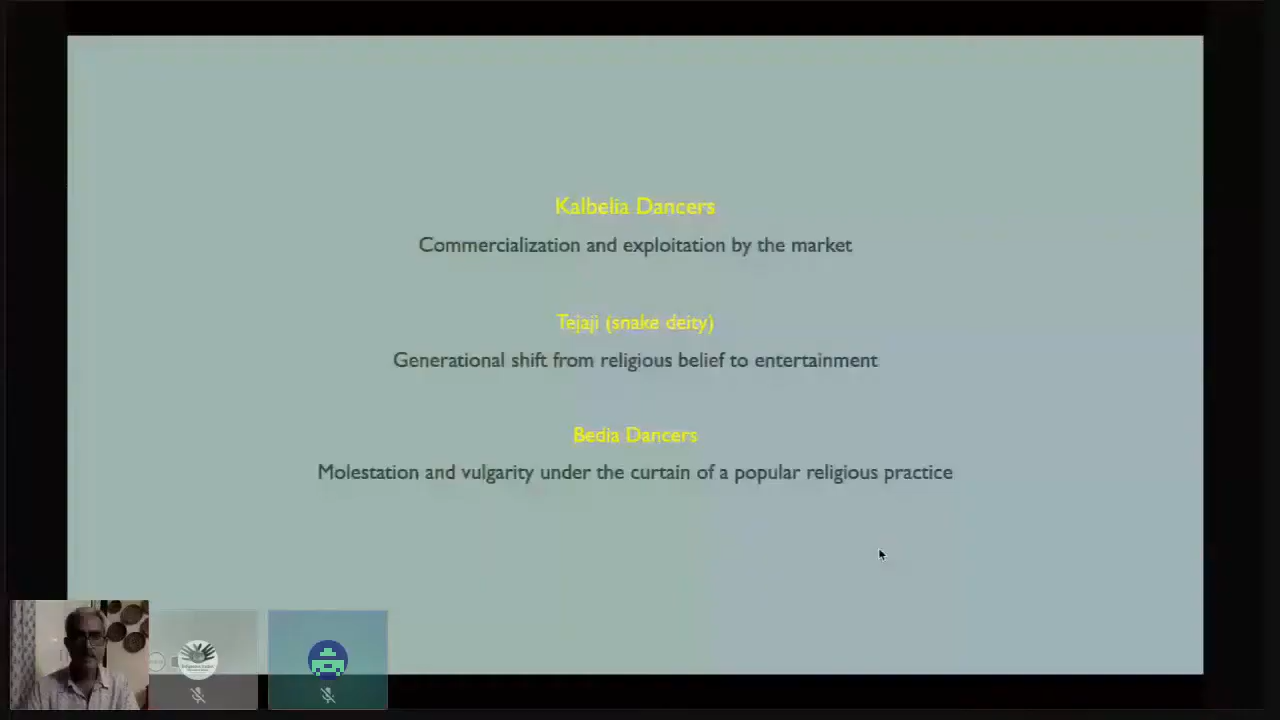 Kalbelia Dancers
Commercialization and exploitation by the market
Tejaji (snake deity)
Generational shift from religious belief to entertainment
Bedia Dancers
Molestation and vulgarity under the curtain of a popular religious practice